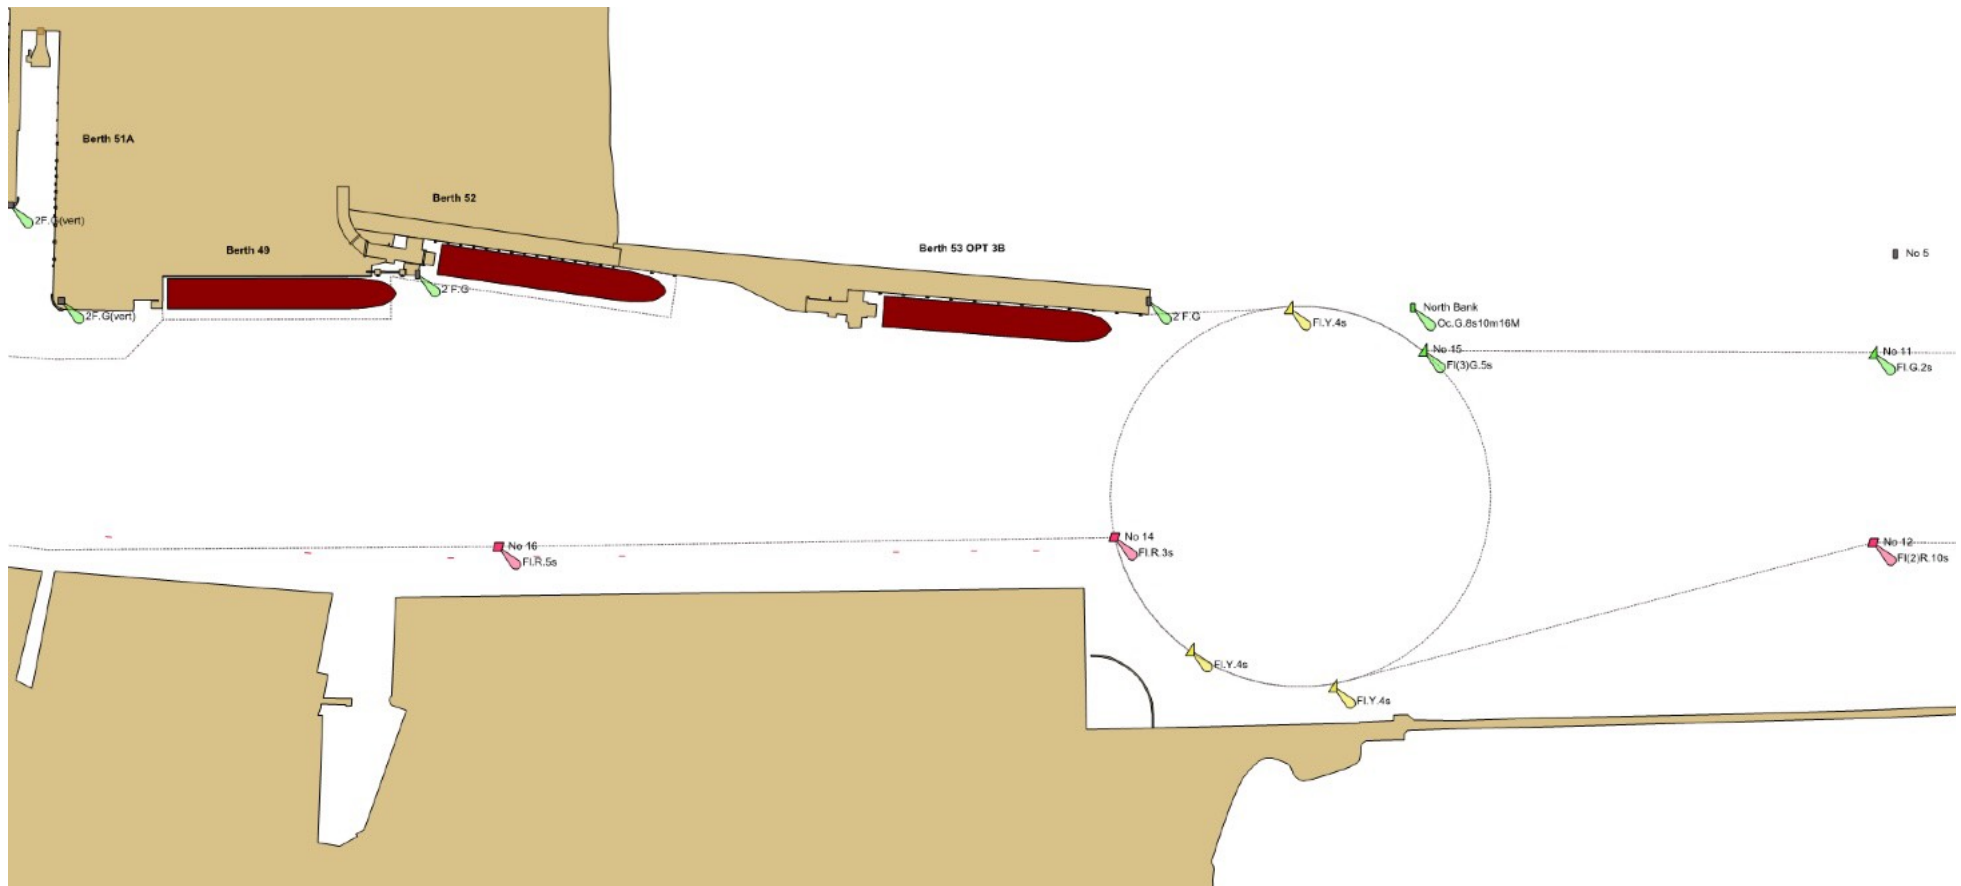 Berth 51A
Berth 52
2F.G(vert)
Berth 49
Berth 53 OPT 3B
No 5
2 F.G
2F.G(vert)
2 F.G
Fl.Y.4s
North Bank
Oc.G.8s10m16M
No 15
Fl(3)G.5s
No 11
Fl.G.2s
No 16
Fl.R.5s
No 14
Fl.R.3s
No 12
Fl(2)R.10s
Fl.Y.4s
Fl.Y.4s